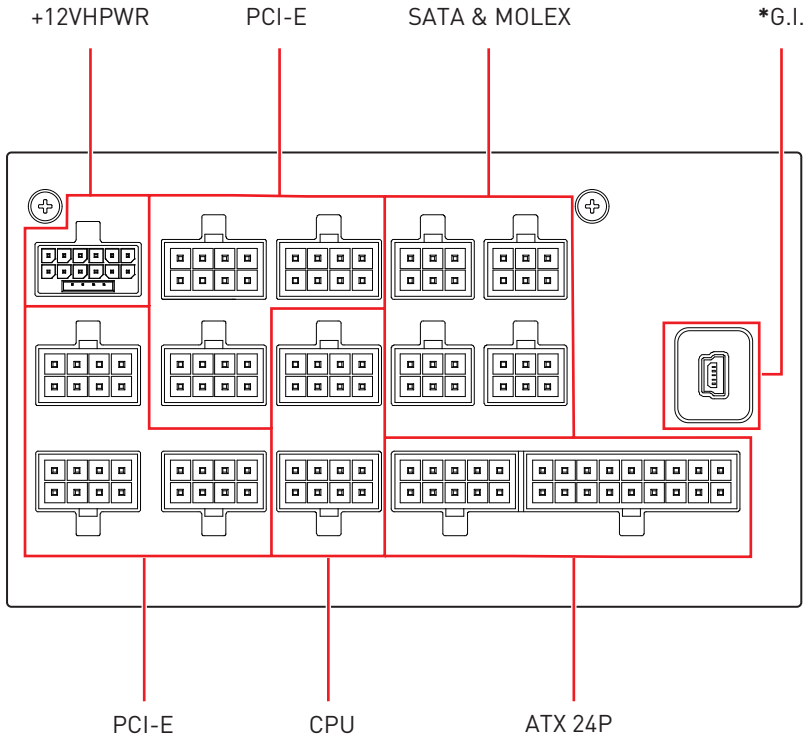 +12VHPWR
PCI-E
SATA & MOLEX
*G.I.
PCI-E
CPU
ATX 24P